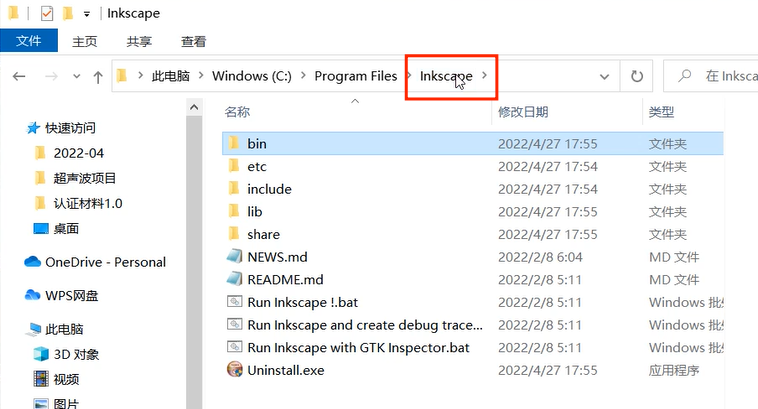 Inkscape
文件 主页 共享 查看
此电脑 Windows (C:) Program Files Inkscape 在 Inksca
名称 修改日期 类型
快速访问
2022-04
超声波项目
认证材料1.0
桌面
OneDrive - Personal
WPS网盘
此电脑
3D 对象
视频
图片
bin 2022/4/27 17:55 文件夹
etc 2022/4/27 17:54 文件夹
include 2022/4/27 17:54 文件夹
lib 2022/4/27 17:55 文件夹
share 2022/4/27 17:55 文件夹
NEWS.md 2022/2/8 6:04 MD 文件
README.md 2022/2/8 5:11 MD 文件
Run Inkscape !.bat 2022/2/8 5:11 Windows 批
Run Inkscape and create debug trace... 2022/2/8 5:11 Windows 批
Run Inkscape with GTK Inspector.bat 2022/2/8 5:11 Windows 批
Uninstall.exe 2022/4/27 17:55 应用程序